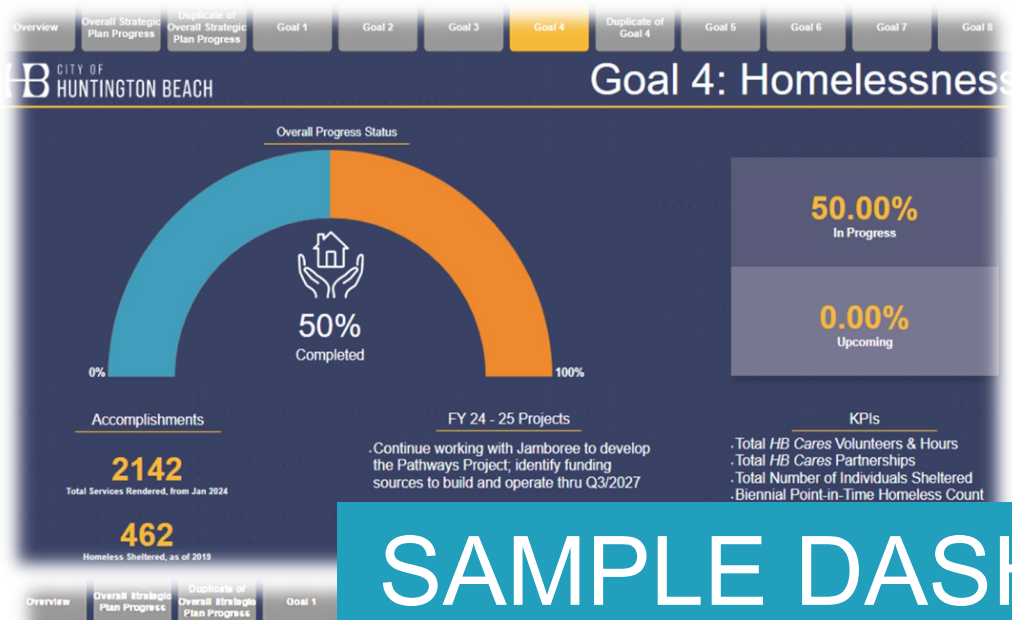 Overview
Overall Strategic
Plan Progress
Duplicate of
Overall Strategic
Plan Progress
Goal 1
Goal 2
Goal 3
Goal 4
Duplicate of
Goal 4
Goal 5
Goal 6
Goal 7
Goal 8
HB CITY OF
HUNTINGTON BEACH
Goal 4: Homelessness
Overall Progress Status
50%
Completed
0%
100%
50.00%
In Progress
0.00%
Upcoming
Accomplishments
2142
Total Services Rendered, from Jan 2024
462
Homeless Sheltered, as of 2019
FY 24 - 25 Projects
.Continue working with Jamboree to develop
the Pathways Project; identify funding
sources to build and operate thru Q3/2027
KPIs
.Total HB Cares Volunteers & Hours
.Total HB Cares Partnerships
.Total Number of Individuals Sheltered
.Biennial Point-in-Time Homeless Count
SAMPLE DASH
Overview
Overall Strategic
Plan Progress
Duplicate of
Overall Strategic
Plan Progress
Goal 1